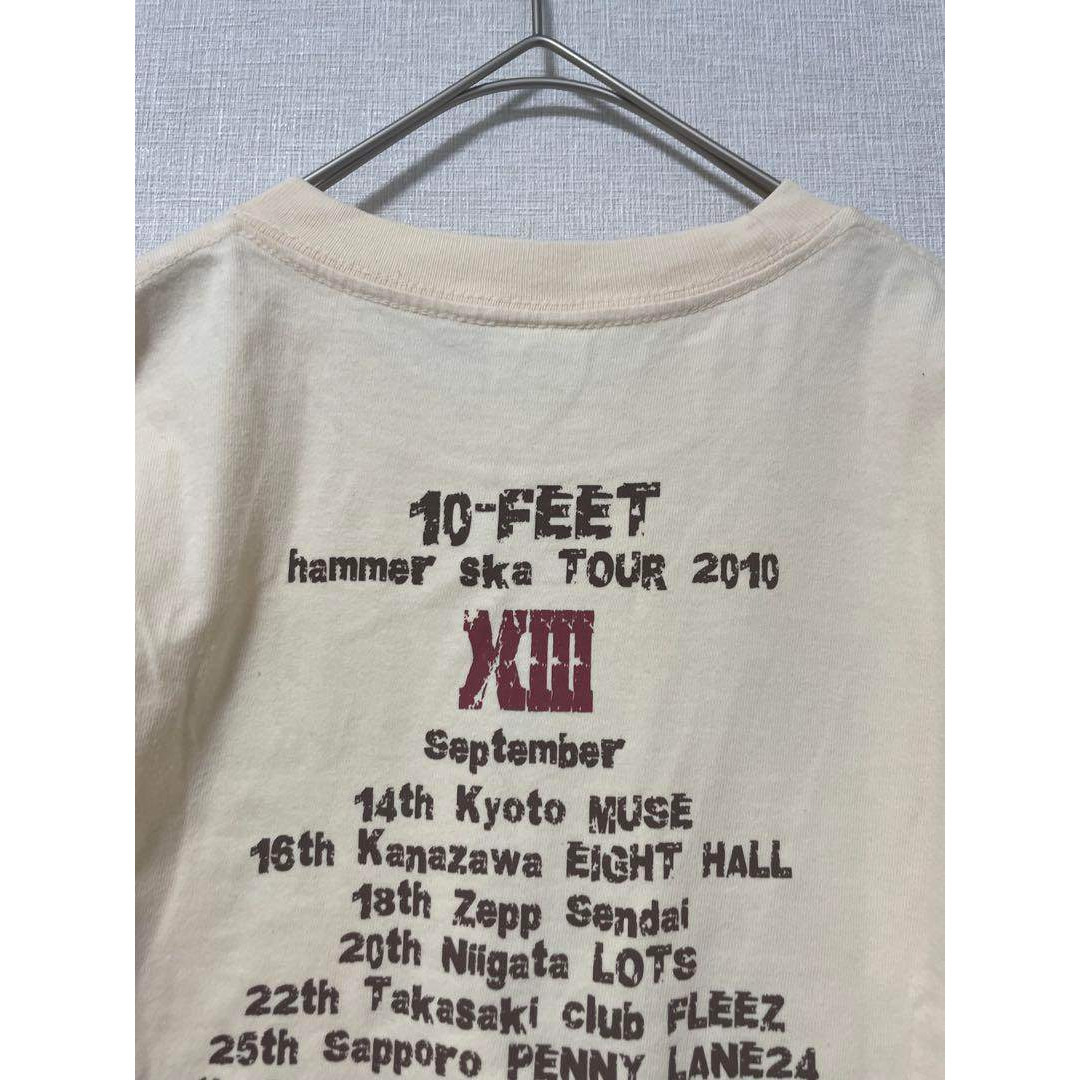 10-FEET
hammer ska TOUR 2010
XIII
September
14th Kyoto MUSE
16th Kanazawa EIGHT HALL
18th Zepp Sendai
20th Niigata LOTS
22th Takasaki club FLEEZ
25th Sapporo PENNY LANE24